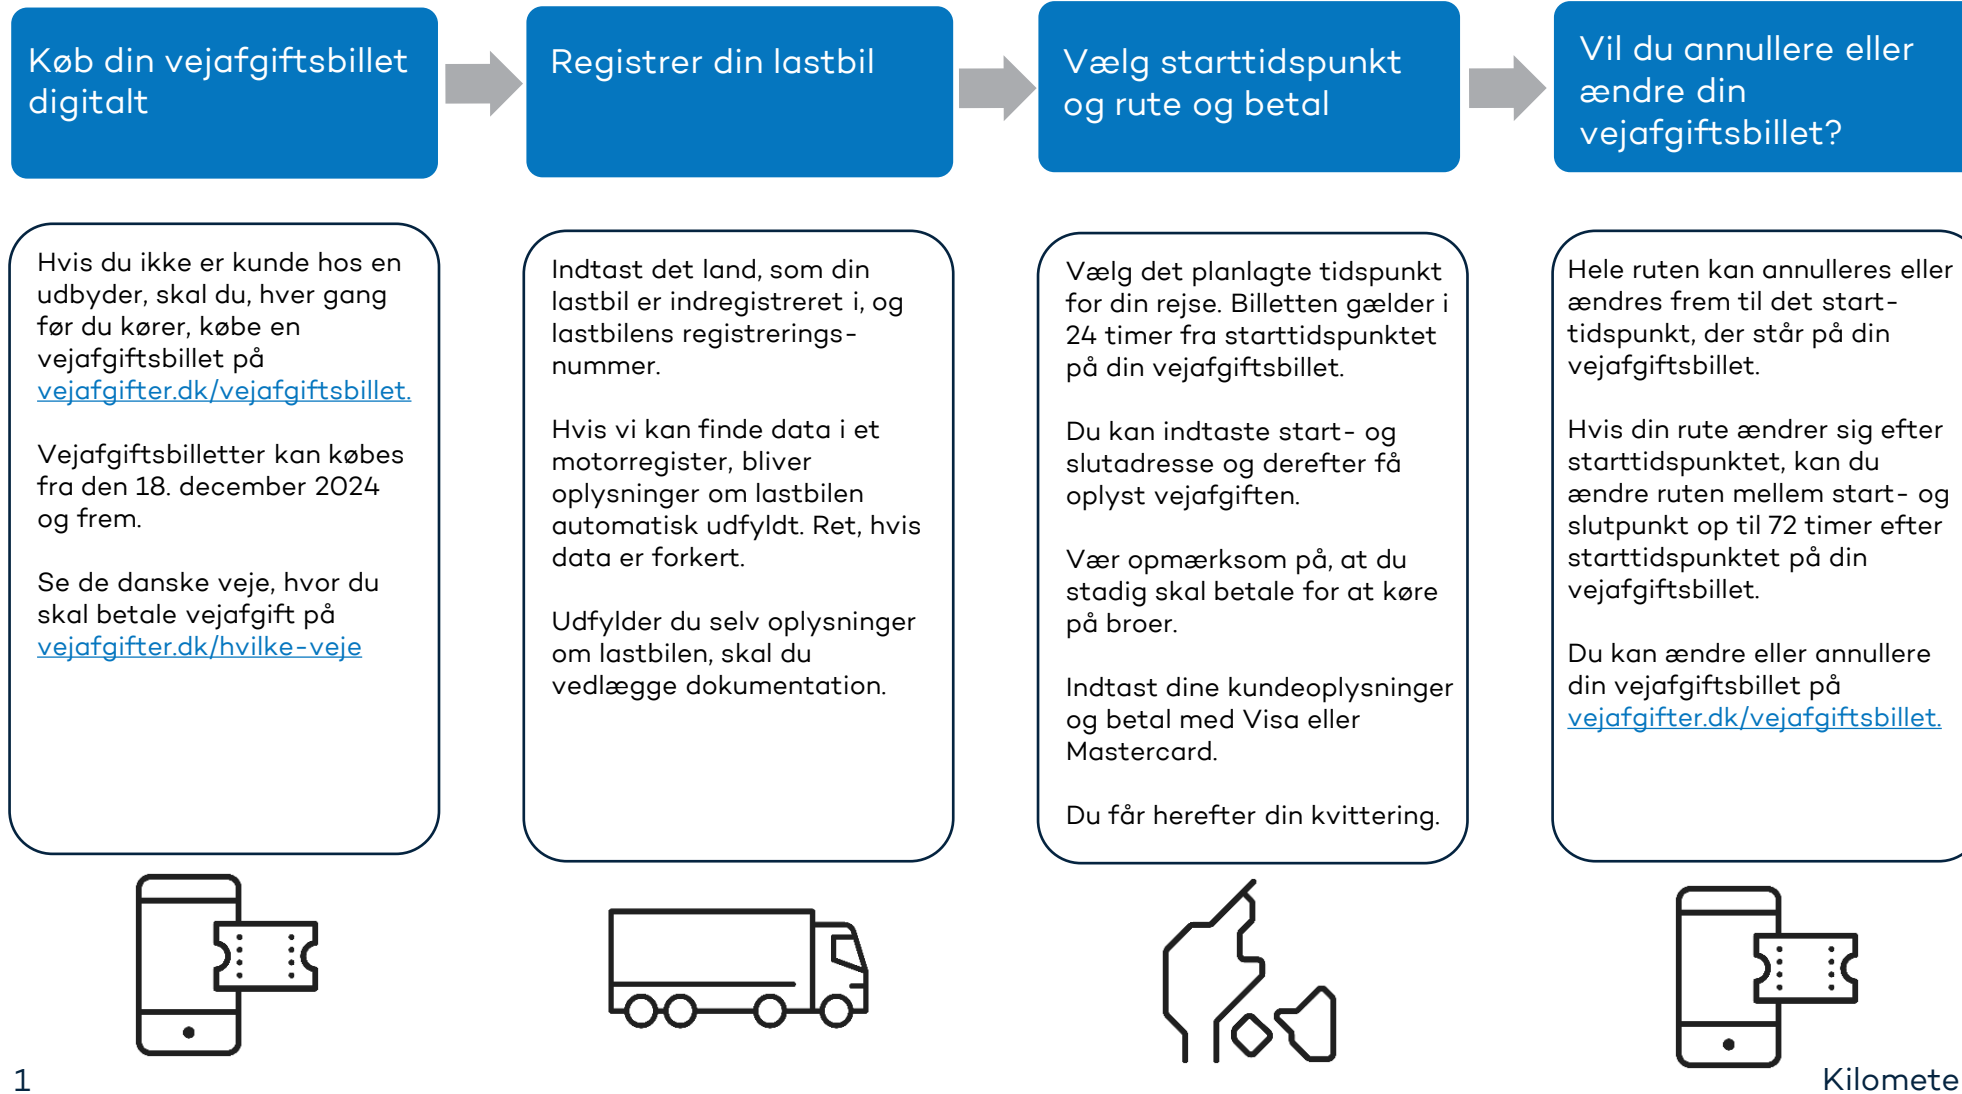 Køb din vejafgiftsbillet
digitalt
Registrer din lastbil
Vælg starttidspunkt
og rute og betal
Vil du annullere eller
ændre din
vejafgiftsbillet?
Hvis du ikke er kunde hos en
udbyder, skal du, hver gang
før du kører, købe en
vejafgiftsbillet på
vejafgifter.dk/vejafgiftsbillet.
Vejafgiftsbilletter kan købes
fra den 18. december 2024
og frem.
Se de danske veje, hvor du
skal betale vejafgift på
vejafgifter.dk/hvilke-veje
Indtast det land, som din
lastbil er indregistreret i, og
lastbilens registrerings-
nummer.
Hvis vi kan finde data i et
motorregister, bliver
oplysninger om lastbilen
automatisk udfyldt. Ret, hvis
data er forkert.
Udfylder du selv oplysninger
om lastbilen, skal du
vedlægge dokumentation.
Vælg det planlagte tidspunkt
for din rejse. Billetten gælder i
24 timer fra starttidspunktet
på din vejafgiftsbillet.
Du kan indtaste start- og
slutadresse og derefter få
oplyst vejafgiften.
Vær opmærksom på, at du
stadig skal betale for at køre
på broer.
Indtast dine kundeoplysninger
og betal med Visa eller
Mastercard.
Du får herefter din kvittering.
Hele ruten kan annulleres eller
ændres frem til det start-
tidspunkt, der står på din
vejafgiftsbillet.
Hvis din rute ændrer sig efter
starttidspunktet, kan du
ændre ruten mellem start- og
slutpunkt op til 72 timer efter
starttidspunktet på din
vejafgiftsbillet.
Du kan ændre eller annullere
din vejafgiftsbillet på
vejafgifter.dk/vejafgiftsbillet.
1
Kilomete